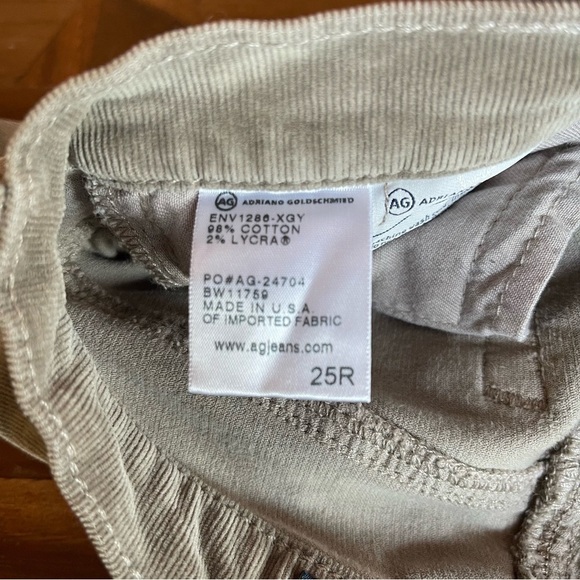 AG ADRIANO GOLDSCHMIED
ENV1286-XGY
98% COTTON
2% LYCRA®
PO#AG-24704
BW11759
MADE IN U.S.A
OF IMPORTED FABRIC
www.agjeans.com
25R
AG ADRIANO